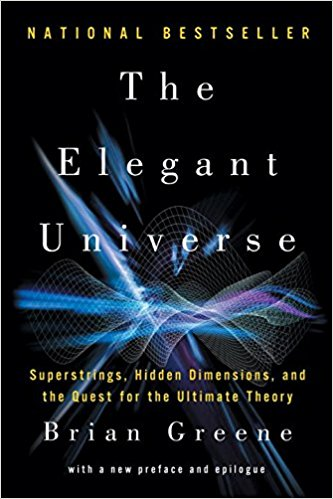 NATIONAL BESTSELLER
The
Elegant
Universe
Superstrings, Hidden Dimensions, and
the Quest for the Ultimate Theory
Brian Greene
with a new preface and epilogue